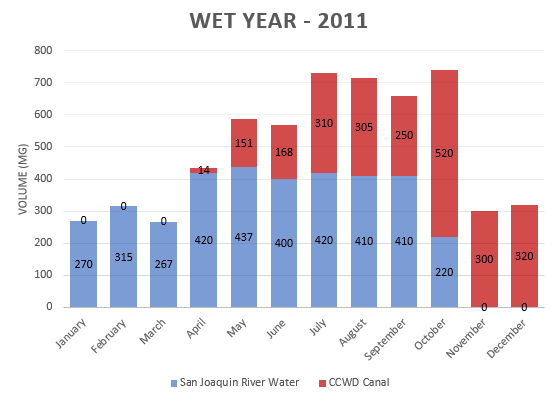 WET YEAR - 2011
800
700
600
500
400
300
200
100
0
VOLUME (MG)
0 0 0 14 151 168 310 305 250 520 300 320
270 315 267 420 437 400 420 410 410 220 0 0
January February March April May June July August September October November December
San Joaquin River Water CCWD Canal